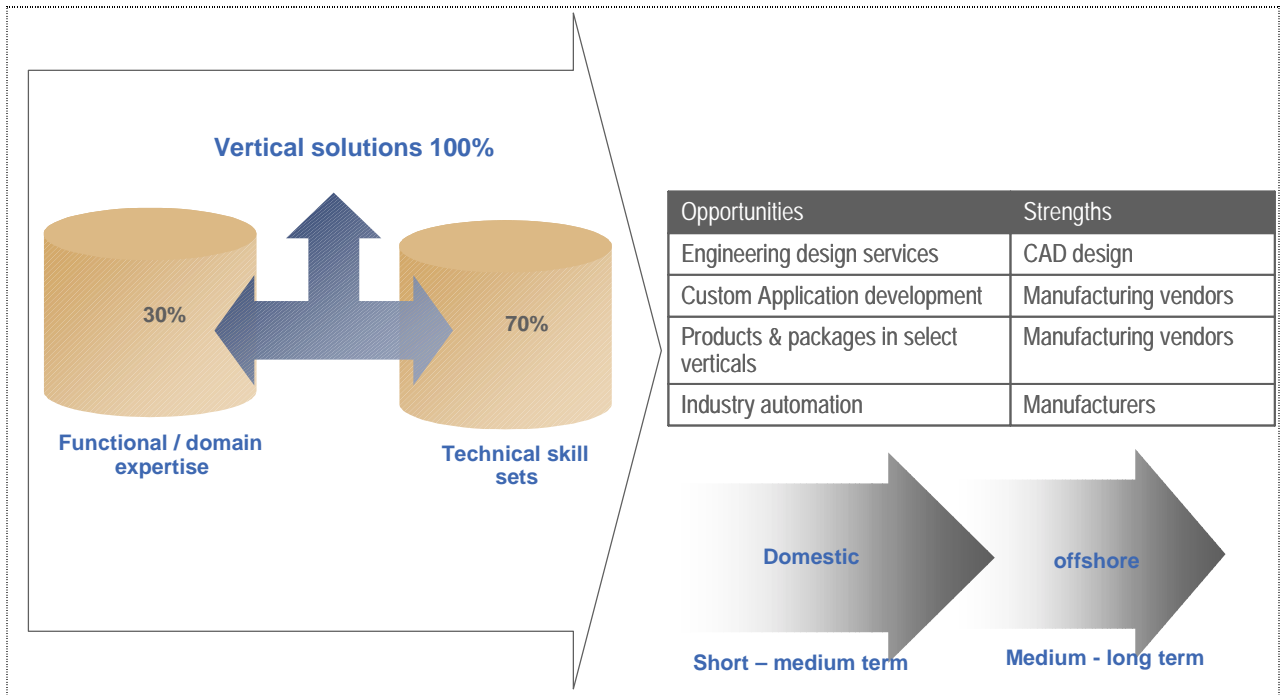 Vertical solutions 100%
30%
70%
Functional / domain
expertise
Technical skill
sets
Opportunities Strengths
Engineering design services CAD design
Custom Application development Manufacturing vendors
Products & packages in select Manufacturing vendors
verticals
Industry automation Manufacturers
Domestic
offshore
Short – medium term
Medium - long term